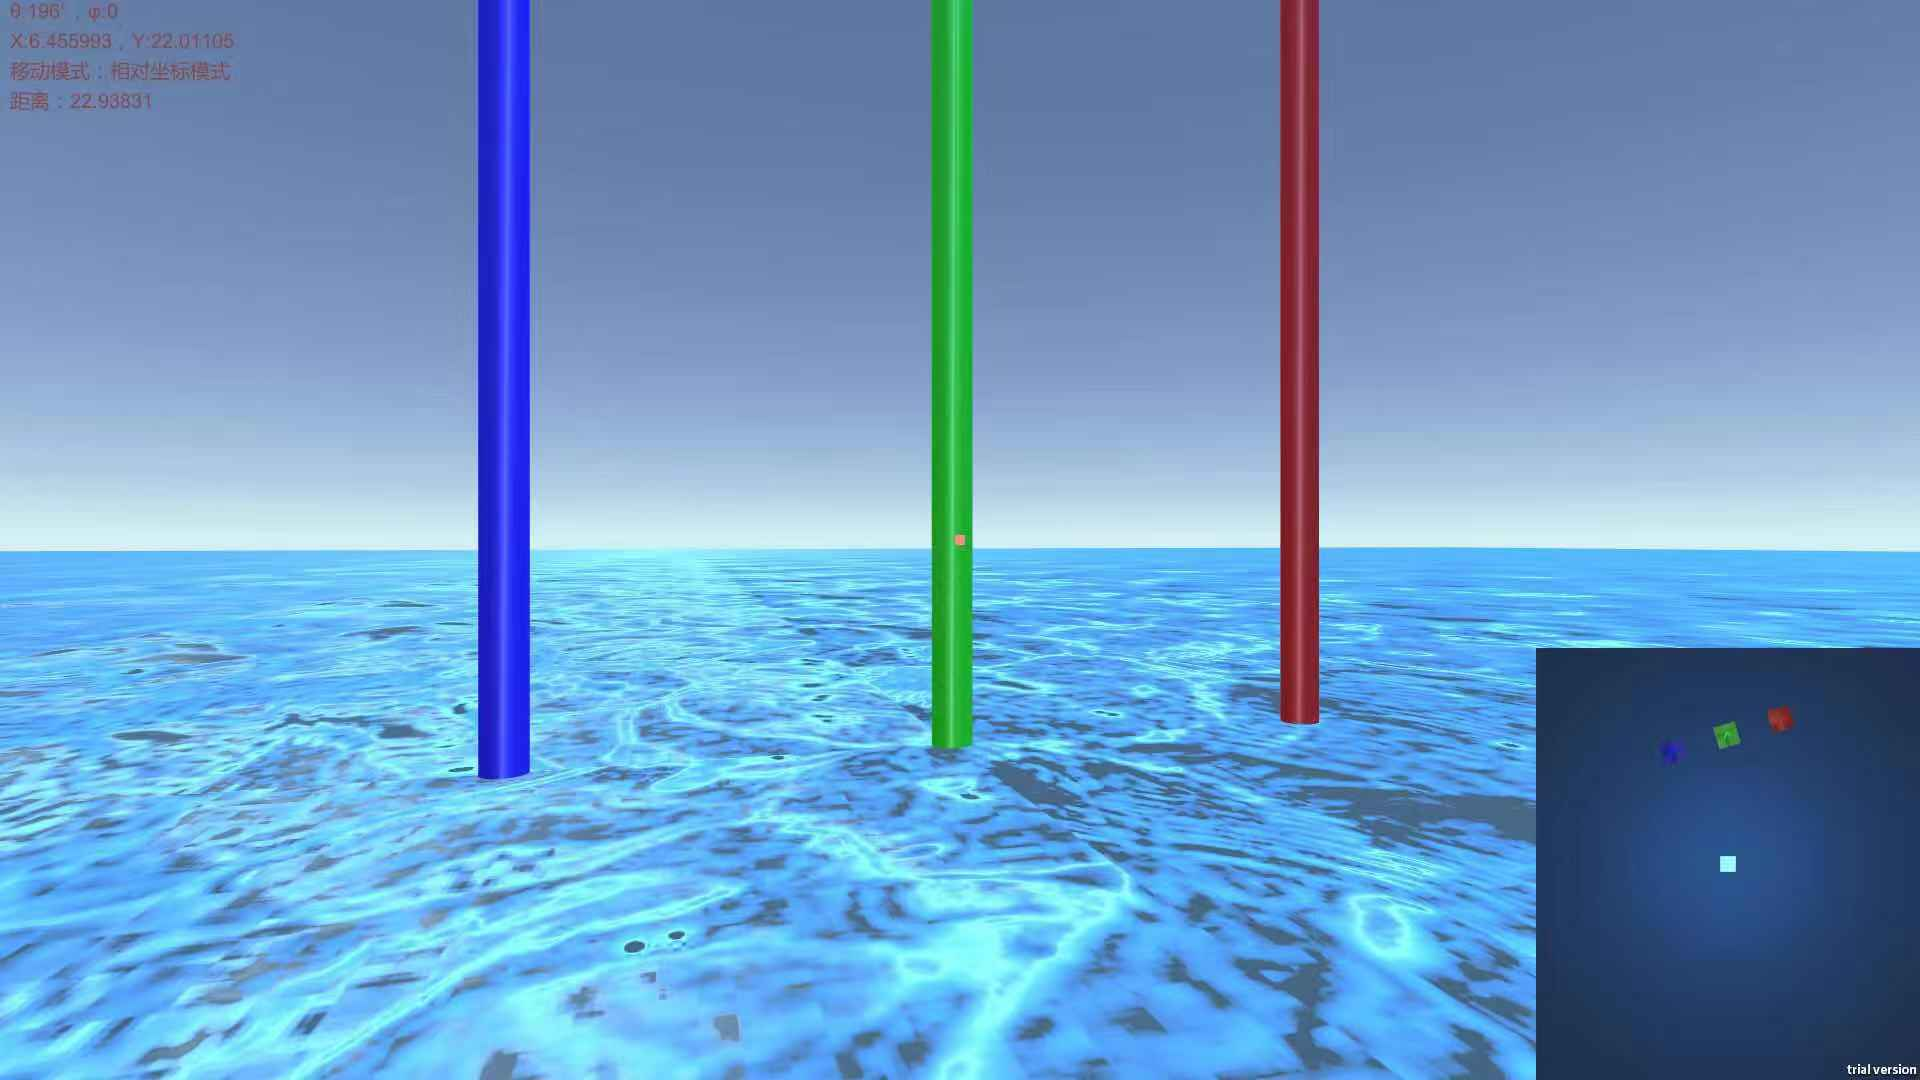 θ:196' , φ:0
X:6.455993 , Y:22.01105
移动模式：相对坐标模式
距离：22.93831
trial version